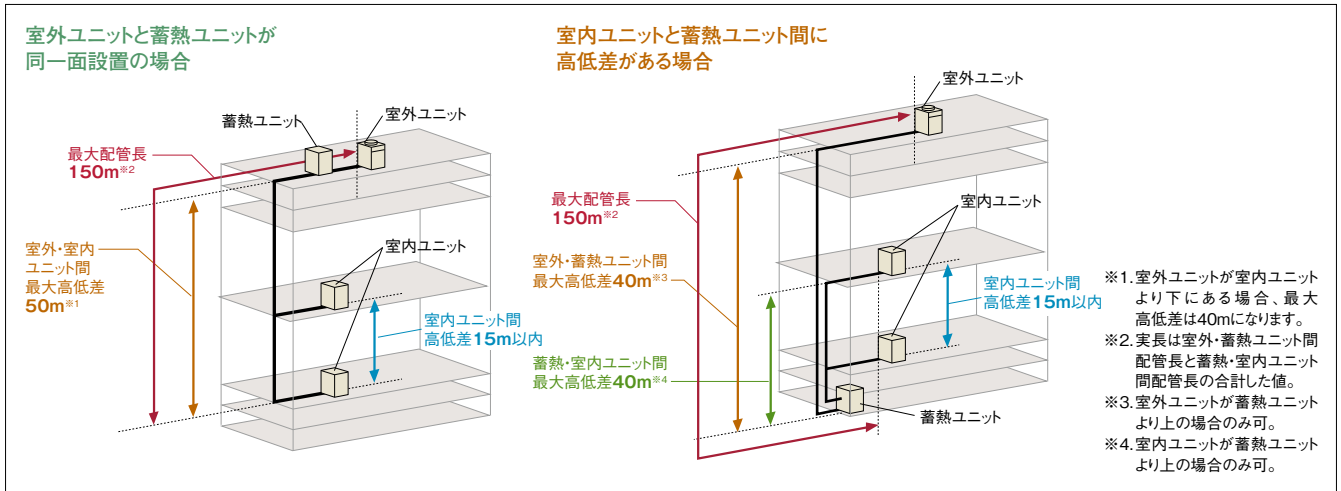 室外ユニットと蓄熱ユニットが
同一面設置の場合
蓄熱ユニット
室外ユニット
最大配管長
150m※2
室外・室内
ユニット間
最大高低差
50m※1
室内ユニット
室内ユニット間
高低差15m以内
室内ユニットと蓄熱ユニット間に
高低差がある場合
室外ユニット
最大配管長
150m※2
室内ユニット
室外・蓄熱ユニット間
最大高低差40m※3
室内ユニット間
高低差15m以内
蓄熱・室内ユニット間
最大高低差40m※4
蓄熱ユニット
※1.室外ユニットが室内ユニット
より下にある場合、最大
高低差は40mになります。
※2.実長は室外・蓄熱ユニット間
配管長と蓄熱・室内ユニット
間配管長の合計した値。
※3.室外ユニットが蓄熱ユニット
より上の場合のみ可。
※4.室内ユニットが蓄熱ユニット
より上の場合のみ可。